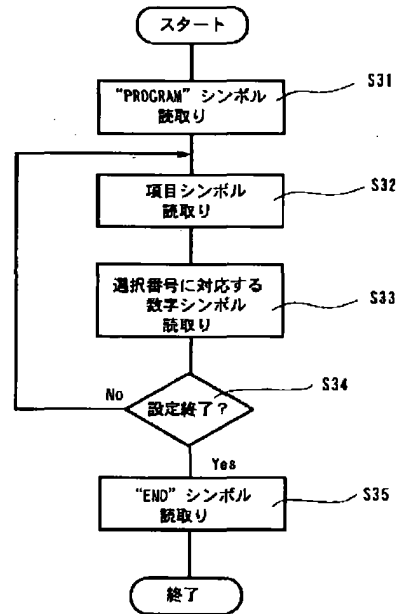 スタート
“PROGRAM” シンボル
読取り
S31
項目シンボル
読取り
S32
選択番号に対応する
数字シンボル
読取り
S33
設定終了?
S34
No
Yes
“END” シンボル
読取り
S35
終了